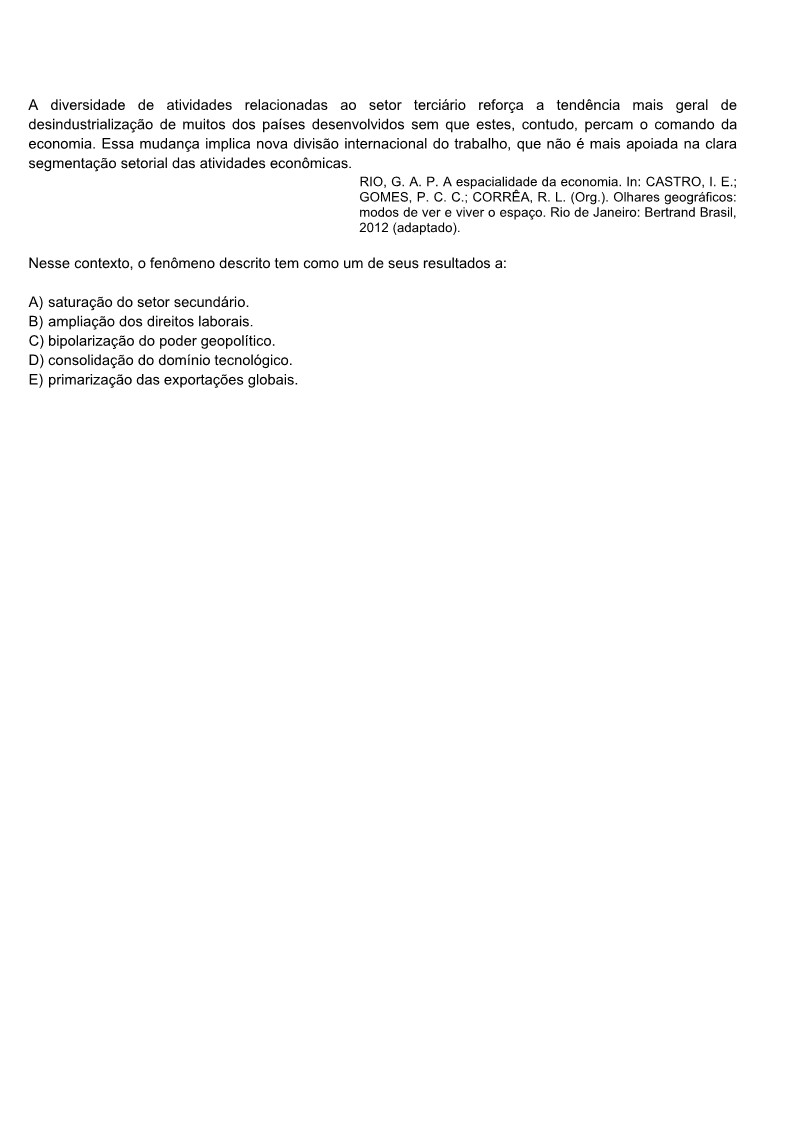 A diversidade de atividades relacionadas ao setor terciário reforça a tendência mais geral de
desindustrialização de muitos dos países desenvolvidos sem que estes, contudo, percam o comando da
economia. Essa mudança implica nova divisão internacional do trabalho, que não é mais apoiada na clara
segmentação setorial das atividades econômicas.
RIO, G. A. P. A espacialidade da economia. In: CASTRO, I. E.;
GOMES, P. C. C.; CORRÊA, R. L. (Org.). Olhares geográficos:
modos de ver e viver o espaço. Rio de Janeiro: Bertrand Brasil,
2012 (adaptado).
Nesse contexto, o fenômeno descrito tem como um de seus resultados a:
A) saturação do setor secundário.
B) ampliação dos direitos laborais.
C) bipolarização do poder geopolítico.
D) consolidação do domínio tecnológico.
E) primarização das exportações globais.